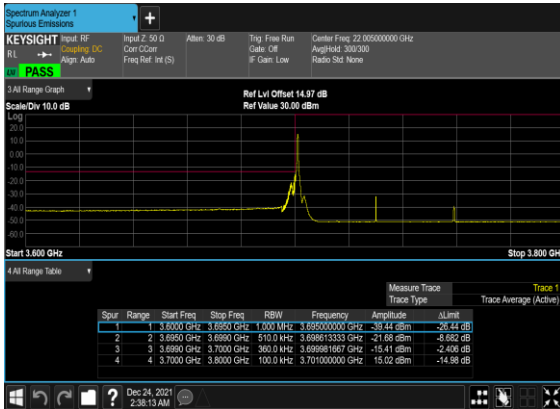 Spectrum Analyzer 1
Spurious Emissions
+
KEYSIGHT Input: RF Input Z: 50 Ω Atten: 30 dB Trig: Free Run Center Freq: 22.005000000 GHz
RL Coupling: DC Corr CCorr Gate: Off Avg|Hold: 300/300
Align: Auto Freq Ref: Int (S) IF Gain: Low Radio Std: None
LXI PASS
3 All Range Graph
Ref Lvl Offset 14.97 dB
Scale/Div 10.0 dB Ref Value 30.00 dBm
Log
20.0
10.0
0.00
-10.0
-20.0
-30.0
-40.0
-50.0
-60.0
Start 3.600 GHz Stop 3.800 GH
4 All Range Table
Measure Trace Trace 1
Trace Type Trace Average (Active)
Spur Range Start Freq Stop Freq RBW Frequency Amplitude ΔLimit
1 1 3.6000 GHz 3.6950 GHz 1.000 MHz 3.695000000 GHz -39.44 dBm -26.44 dB
2 2 3.6950 GHz 3.6990 GHz 510.0 kHz 3.698613333 GHz -21.68 dBm -8.682 dB
3 3 3.6990 GHz 3.7000 GHz 360.0 kHz 3.699981667 GHz -15.41 dBm -2.406 dB
4 4 3.7000 GHz 3.8000 GHz 100.0 kHz 3.701000000 GHz 15.02 dBm -14.98 dB
? Dec 24, 2021
2:38:13 AM